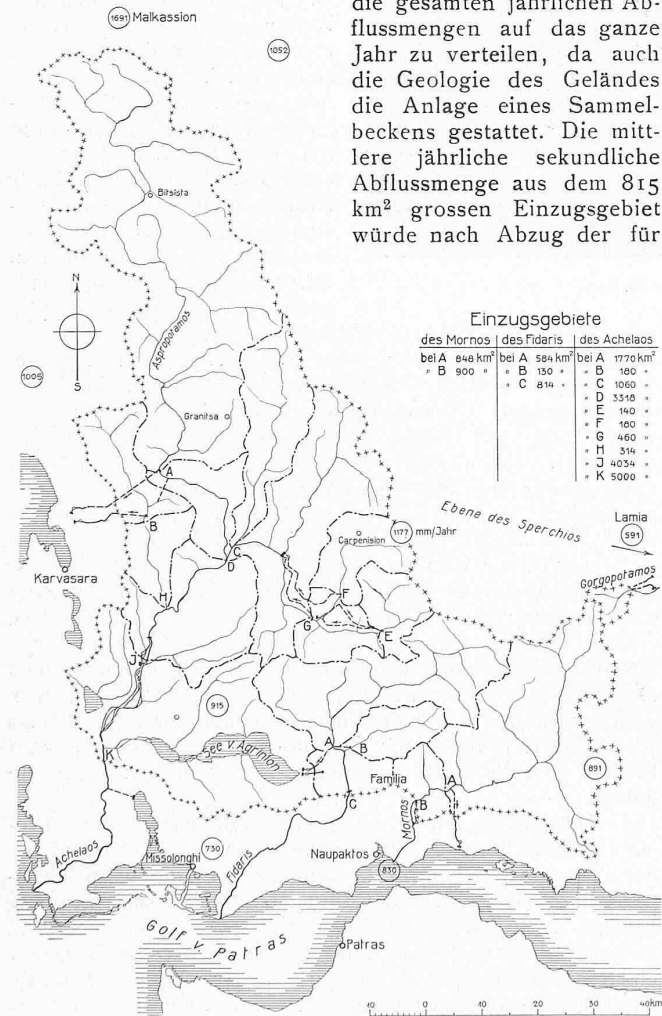 die gesamten jährlichen Ab-
flussmengen auf das ganze
Jahr zu verteilen, da auch
die Geologie des Geländes
die Anlage eines Sammel-
beckens gestattet. Die mitt-
lere jährliche sekundliche
Abflussmenge aus dem 815
km² grossen Einzugsgebiet
würde nach Abzug der für
1691 Malkassion
1052
Bitsista
N
S
Aspropotamos
1005
Granitsa
Einzugsgebiete
des Mornos | des Fidaris | des Achelaos
bei A 848 km² | bei A 584 km² | bei A 1770 km²
" B 900 " | " B 130 " | " B 180 "
" C 814 " | " C 1060 "
" D 3318 "
" E 140 "
" F 180 "
" G 460 "
" H 314 "
" J 4034 "
" K 5000 "
A
B
C
D
Ebene des Sperchios
Lamia
591
Carpenision
1177 mm/Jahr
Gorgopotamos
Karvasara
H
F
G
E
J
915
K
See v. Agrinion
A
B
Familia
C
A
B
891
Mornos
Achelaos
Missolonghi
730
Fidaris
Naupaktos
830
Golf v. Patras
Patras
10 0 10 20 30 40km